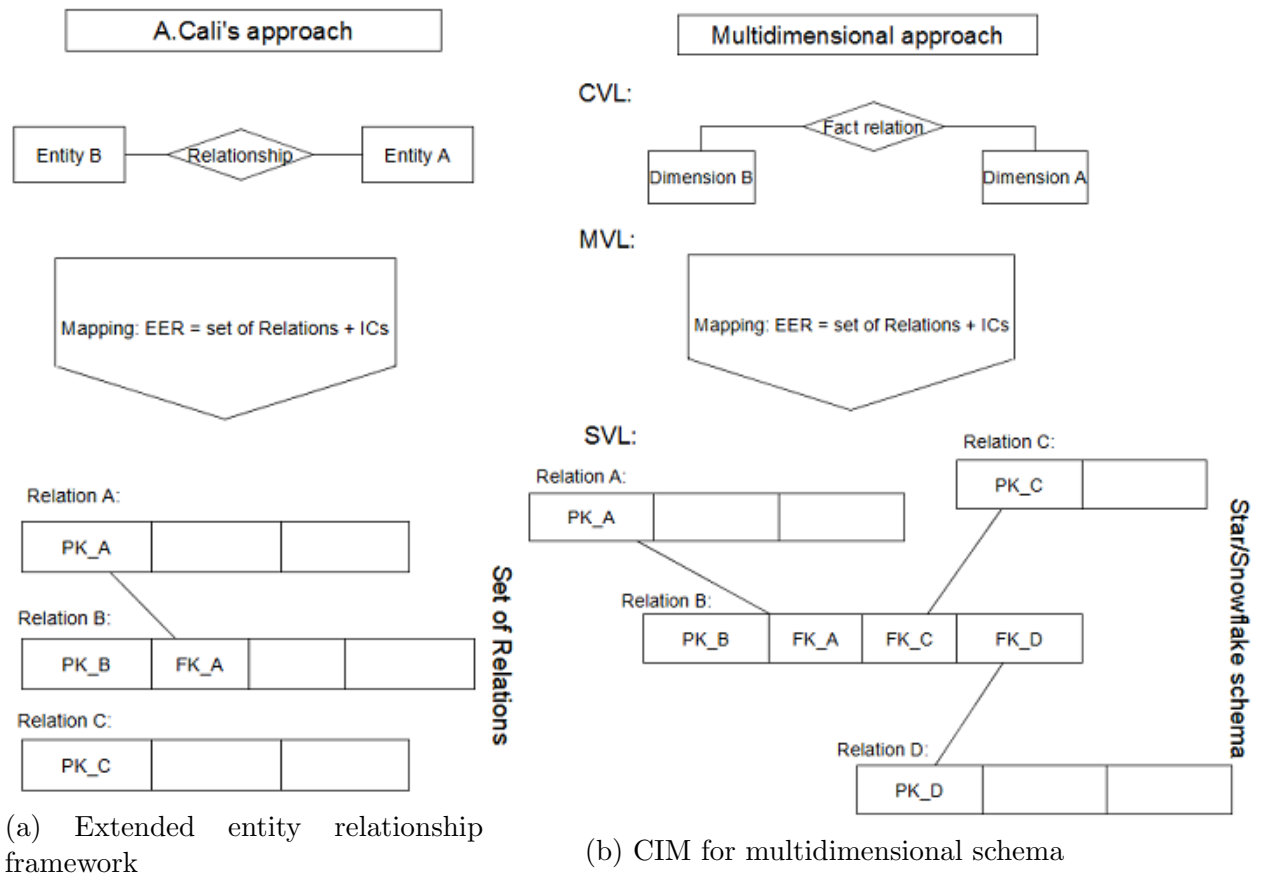 A.Cali's approach
Entity B
Relationship
Entity A
Mapping: EER = set of Relations + ICs
Relation A:
PK_A
Relation B:
PK_B
FK_A
Relation C:
PK_C
Set of Relations
(a) Extended entity relationship
framework
Multidimensional approach
CVL:
Fact relation
Dimension B
Dimension A
MVL:
Mapping: EER = set of Relations + ICs
SVL:
Relation C:
PK_C
Relation A:
PK_A
Relation B:
PK_B
FK_A
FK_C
FK_D
Relation D:
PK_D
Star/Snowflake schema
(b) CIM for multidimensional schema